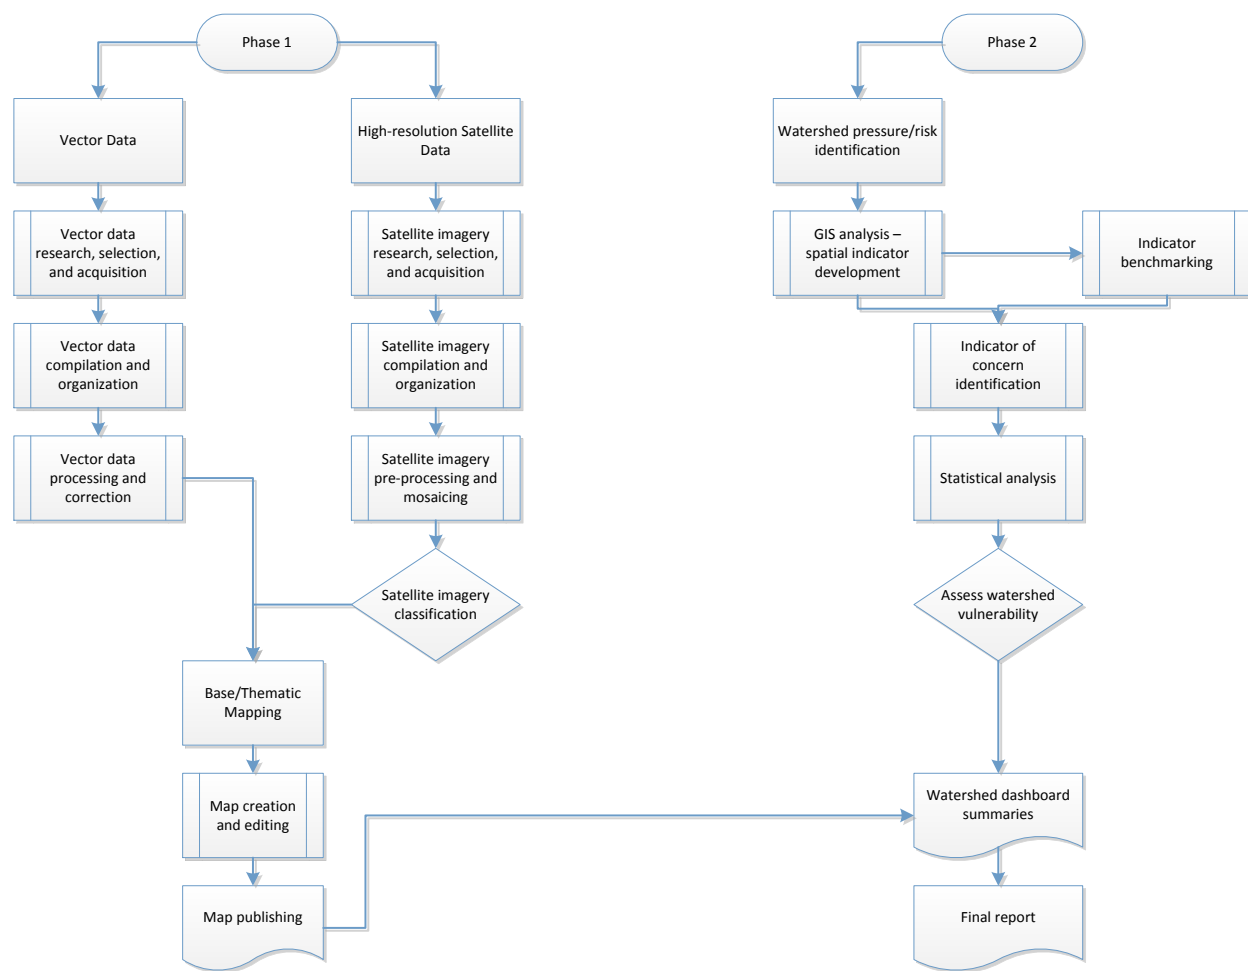 Phase 1
Vector Data
Vector data
research, selection,
and acquisition
Vector data
compilation and
organization
Vector data
processing and
correction
High-resolution Satellite
Data
Satellite imagery
research, selection,
and acquisition
Satellite imagery
compilation and
organization
Satellite imagery
pre-processing and
mosaicing
Satellite imagery
classification
Base/Thematic
Mapping
Map creation
and editing
Map publishing
Phase 2
Watershed pressure/risk
identification
GIS analysis –
spatial indicator
development
Indicator
benchmarking
Indicator of
concern
identification
Statistical analysis
Assess watershed
vulnerability
Watershed dashboard
summaries
Final report